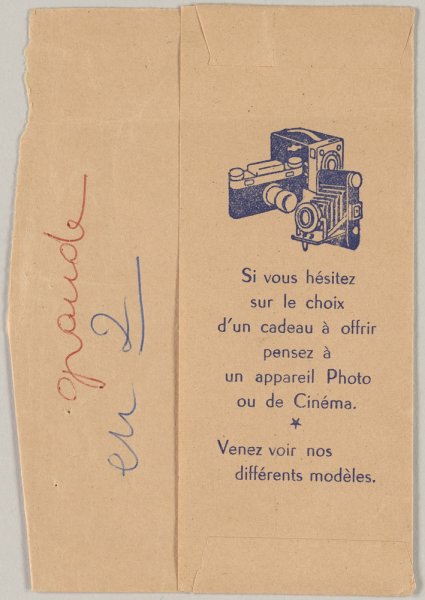 Si vous hésitez
sur le choix
d'un cadeau à offrir
pensez à
un appareil Photo
ou de Cinéma.
★
Venez voir nos
différents modèles.
grande
en 2